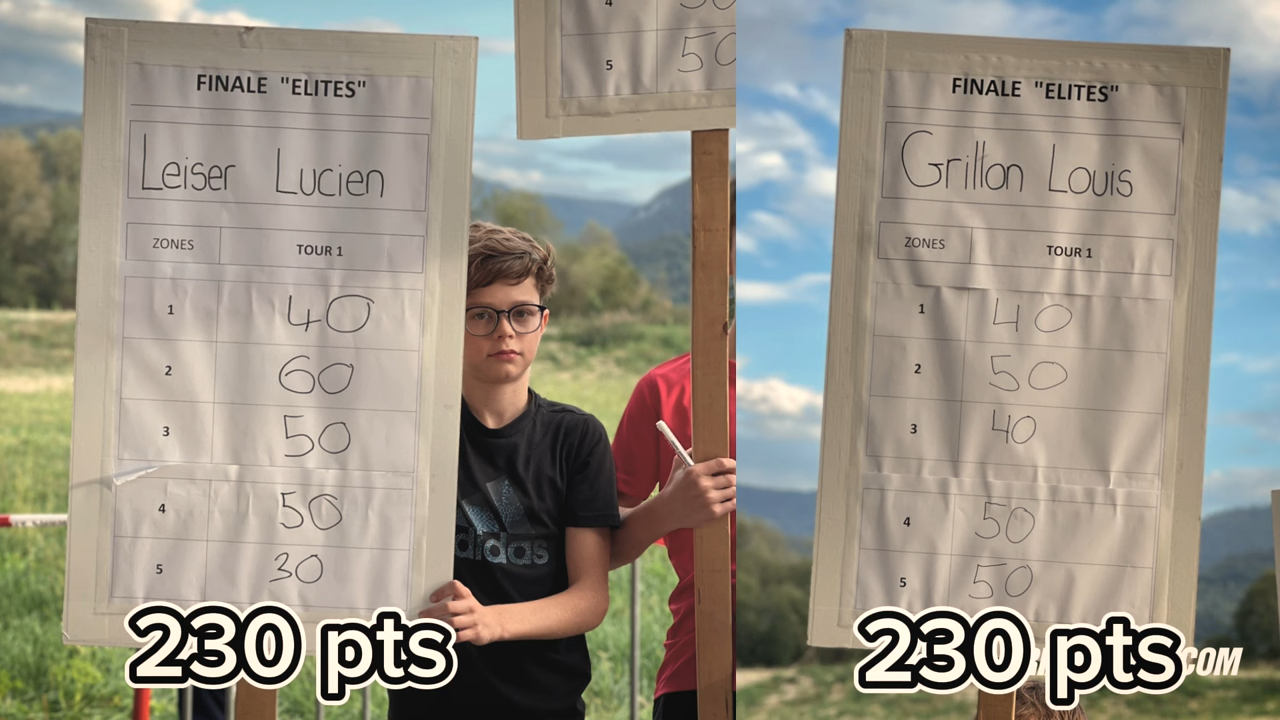 FINALE "ELITES"
Leiser Lucien
ZONES TOUR 1
1 40
2 60
3 50
4 50
5 30
230 pts
adidas
4 50
5 50
FINALE "ELITES"
Grillon Louis
ZONES TOUR 1
1 40
2 50
3 40
4 50
5 50
230 pts
.COM